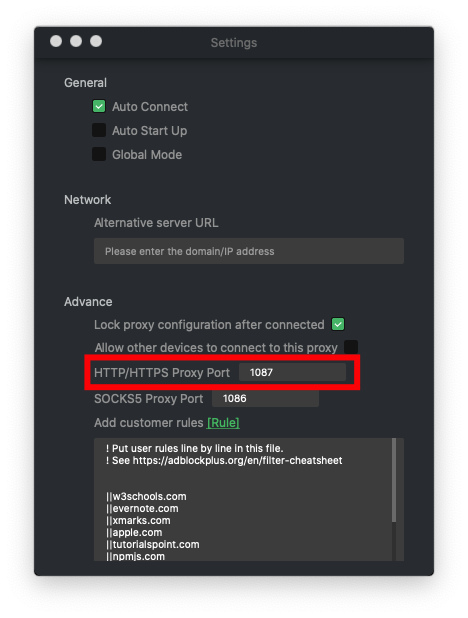 Settings
General
Auto Connect
Auto Start Up
Global Mode
Network
Alternative server URL
Please enter the domain/IP address
Advance
Lock proxy configuration after connected
Allow other devices to connect to this proxy
HTTP/HTTPS Proxy Port 1087
SOCKS5 Proxy Port 1086
Add customer rules [Rule]
! Put user rules line by line in this file.
! See https://adblockplus.org/en/filter-cheatsheet
||w3schools.com
||evernote.com
||xmarks.com
||apple.com
||tutorialspoint.com
||npmjs.com